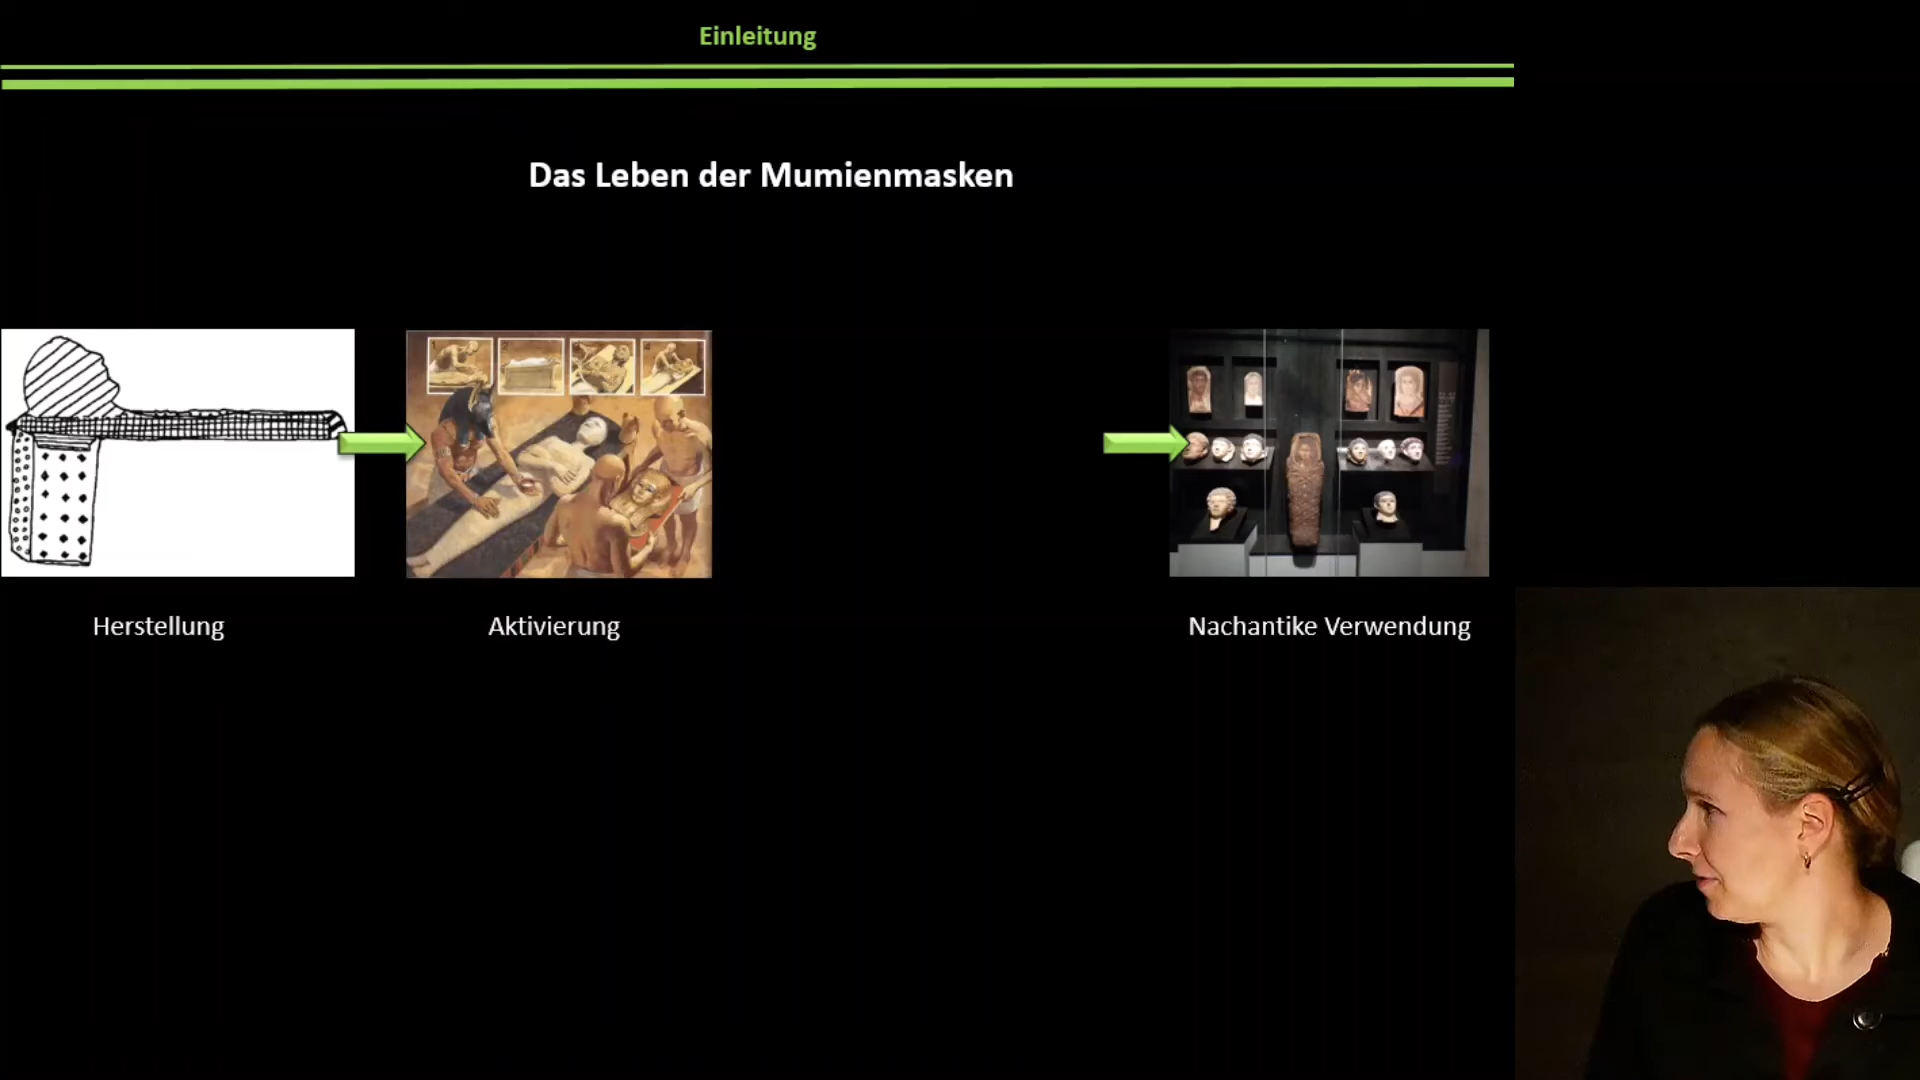 Einleitung
Das Leben der Mumienmasken
Herstellung
Aktivierung
Nachantike Verwendung